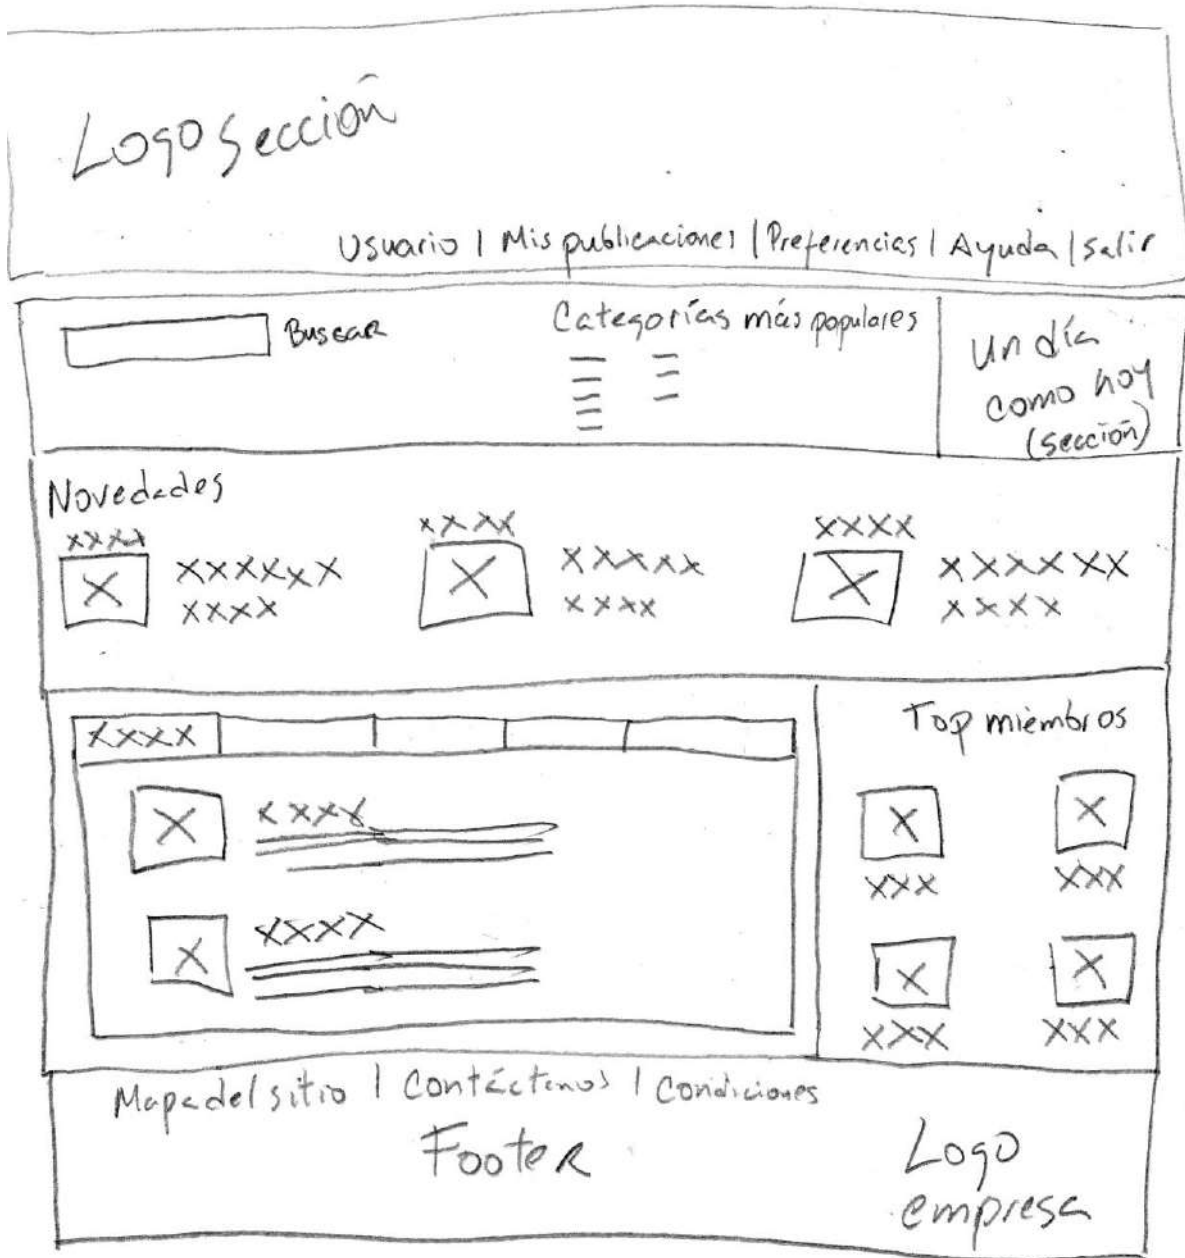 Logo Sección
Usuario | Mis publicaciones | Preferencias | Ayuda | Salir
Buscar
Categorías más populares
Un día
como hoy
(sección)
Novedades
xxxx
xxxxxx
xxxx
xxxx
xxxxx
xxxx
xxxx
xxxxxx
xxxx
xxxx
xxxx
xxxx
Top miembros
xxx
xxx
xxx
xxx
Mapa del sitio | Contáctenos | Condiciones
Footer
Logo
empresa